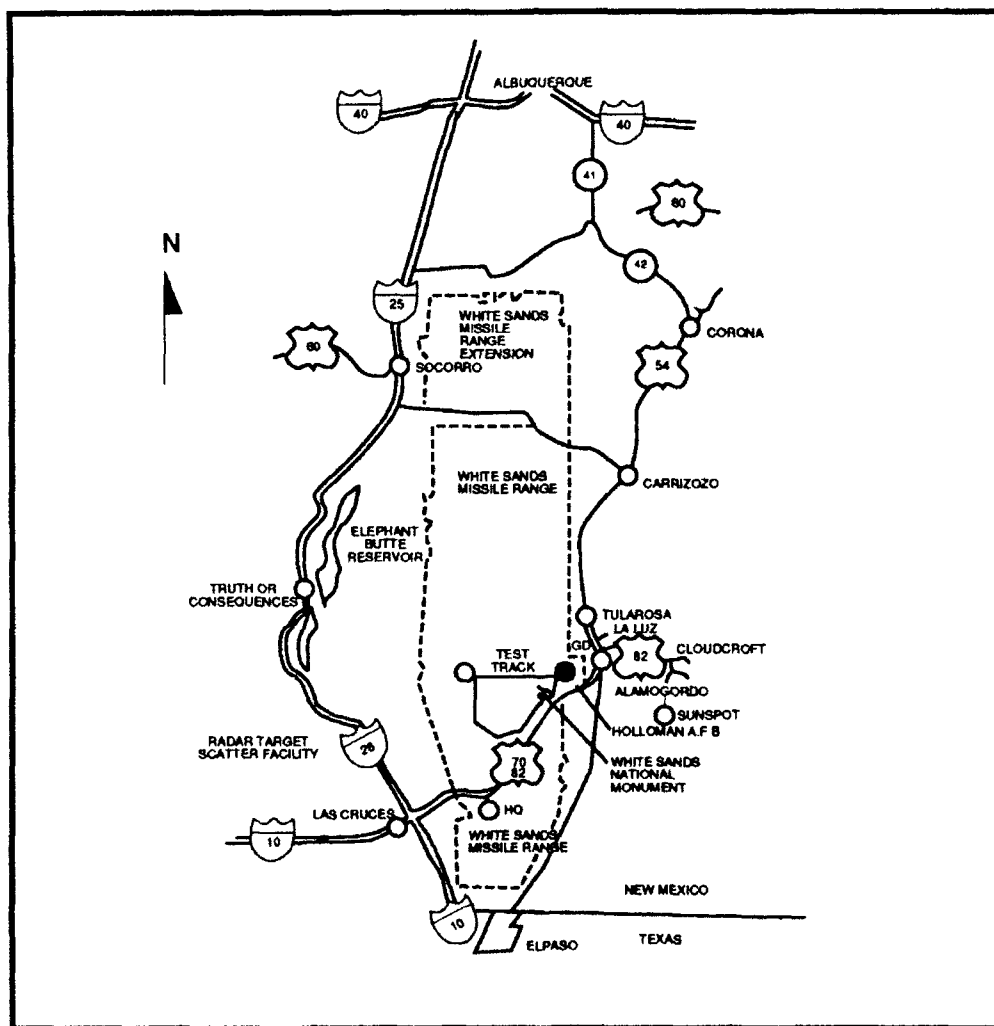 ALBUQUERQUE
40
40
41
60
N
42
25
WHITE SANDS
MISSILE
RANGE
EXTENSION
CORONA
60
SOCORRO
54
WHITE SANDS
MISSILE RANGE
CARRIZOZO
ELEPHANT
BUTTE
RESERVOIR
TRUTH OR
CONSEQUENCES
TULAROSA
LA LUZ
GD
82
CLOUDCROFT
TEST
TRACK
ALAMOGORDO
SUNSPOT
HOLLOMAN A.F B
RADAR TARGET
SCATTER FACILITY
26
70
82
WHITE SANDS
NATIONAL
MONUMENT
LAS CRUCES
HQ
10
WHITE SANDS
MISSILE RANGE
NEW MEXICO
10
ELPASO
TEXAS